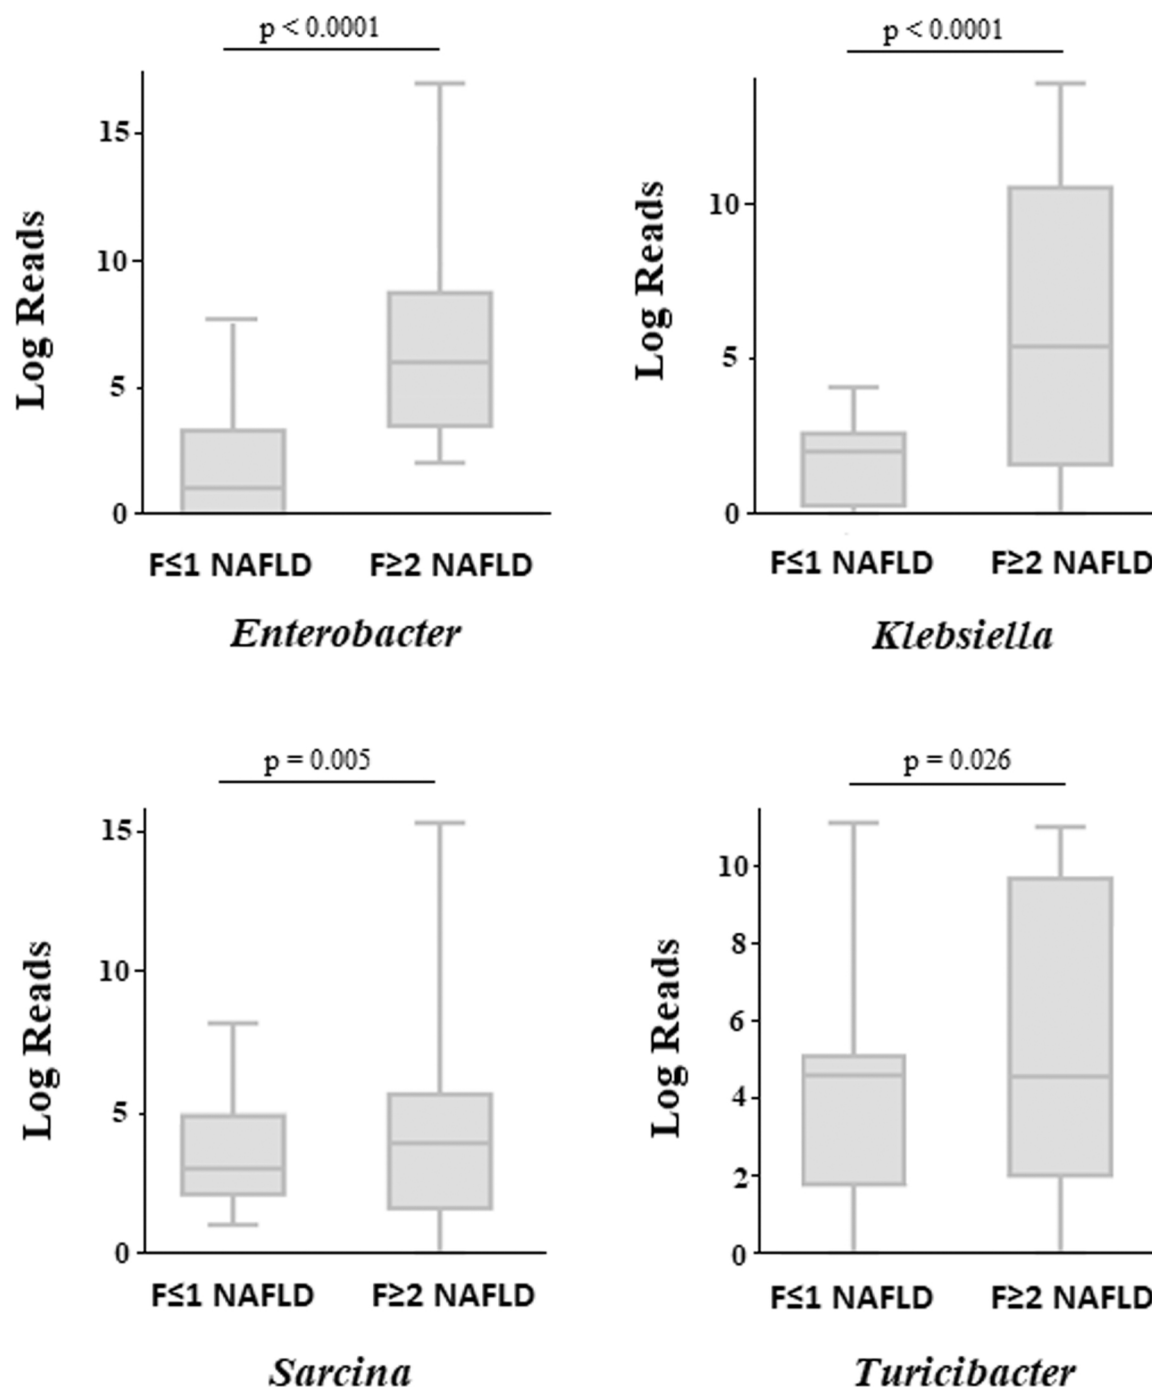 p < 0.0001
15
10
5
0
Log Reads
F≤1 NAFLD F≥2 NAFLD
Enterobacter
p < 0.0001
10
5
0
Log Reads
F≤1 NAFLD F≥2 NAFLD
Klebsiella
p = 0.005
15
10
5
0
Log Reads
F≤1 NAFLD F≥2 NAFLD
Sarcina
p = 0.026
10
8
6
4
2
0
Log Reads
F≤1 NAFLD F≥2 NAFLD
Turicibacter